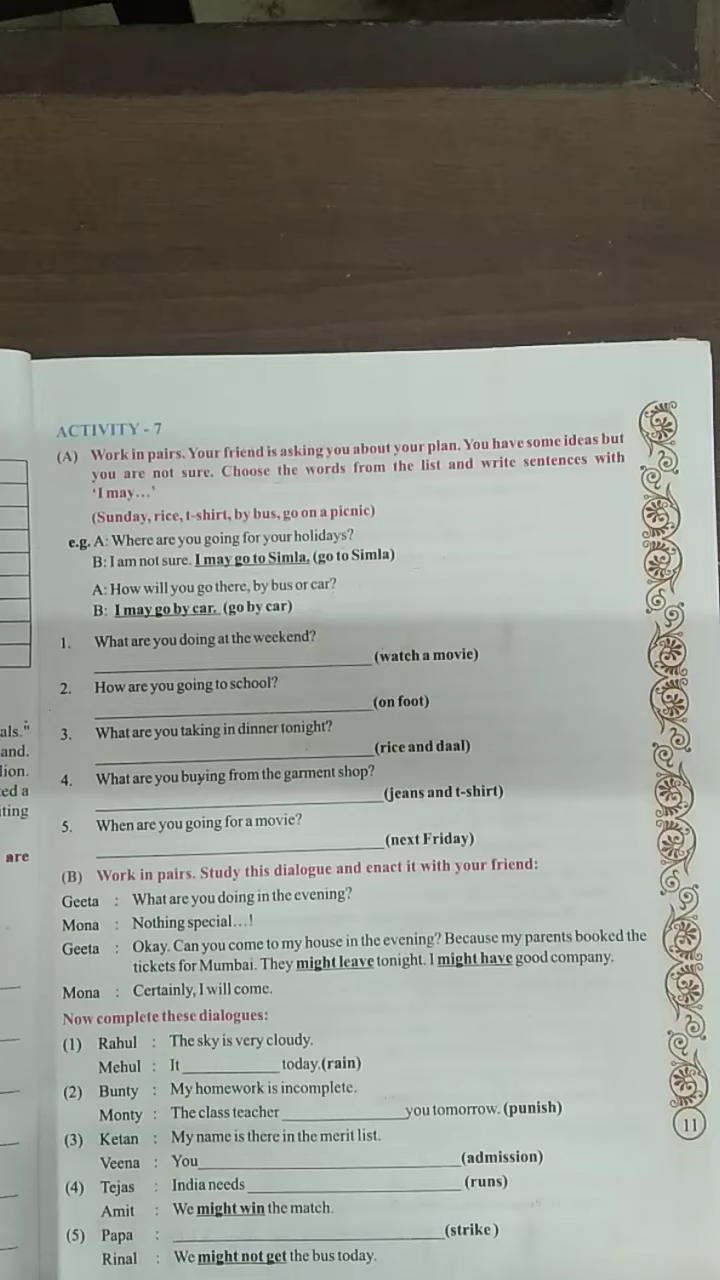 ACTIVITY - 7
(A) Work in pairs. Your friend is asking you about your plan. You have some ideas but
you are not sure. Choose the words from the list and write sentences with
‘I may…’
(Sunday, rice, t-shirt, by bus, go on a picnic)
e.g. A: Where are you going for your holidays?
B: I am not sure. I may go to Simla. (go to Simla)
A: How will you go there, by bus or car?
B: I may go by car. (go by car)
1. What are you doing at the weekend?
____________________ (watch a movie)
2. How are you going to school?
____________________ (on foot)
3. What are you taking in dinner tonight?
____________________ (rice and daal)
4. What are you buying from the garment shop?
____________________ (jeans and t-shirt)
5. When are you going for a movie?
____________________ (next Friday)
(B) Work in pairs. Study this dialogue and enact it with your friend:
Geeta : What are you doing in the evening?
Mona : Nothing special…!
Geeta : Okay. Can you come to my house in the evening? Because my parents booked the
tickets for Mumbai. They might leave tonight. I might have good company.
Mona : Certainly, I will come.
Now complete these dialogues:
(1) Rahul : The sky is very cloudy.
Mehul : It __________ today.(rain)
(2) Bunty : My homework is incomplete.
Monty : The class teacher ____________ you tomorrow. (punish)
(3) Ketan : My name is there in the merit list.
Veena : You____________________ (admission)
(4) Tejas : India needs ____________________ (runs)
Amit : We might win the match.
(5) Papa : ____________________ (strike)
Rinal : We might not get the bus today.
11
als."
and.
lion.
ed a
iting
are